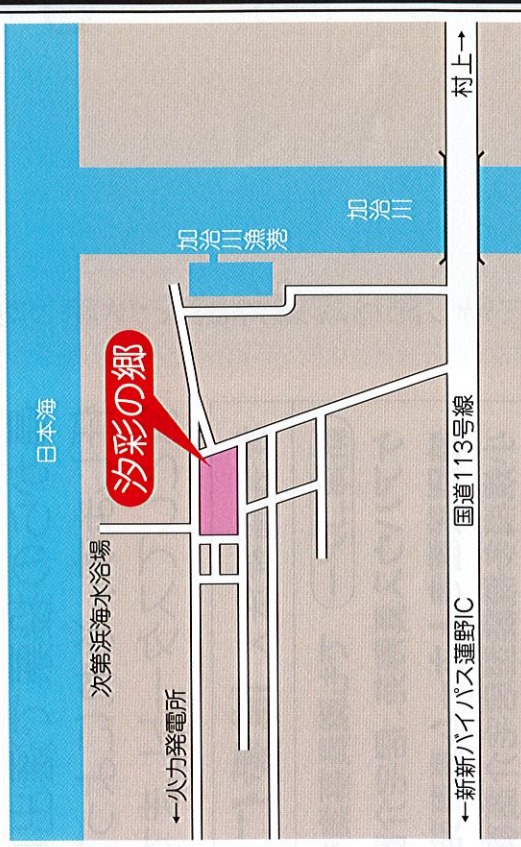 日本海
村上→
加治川
加治川漁港
汐彩の郷
次第浜海水浴場
←火力発電所
国道113号線
←新新バイパス蓮野IC